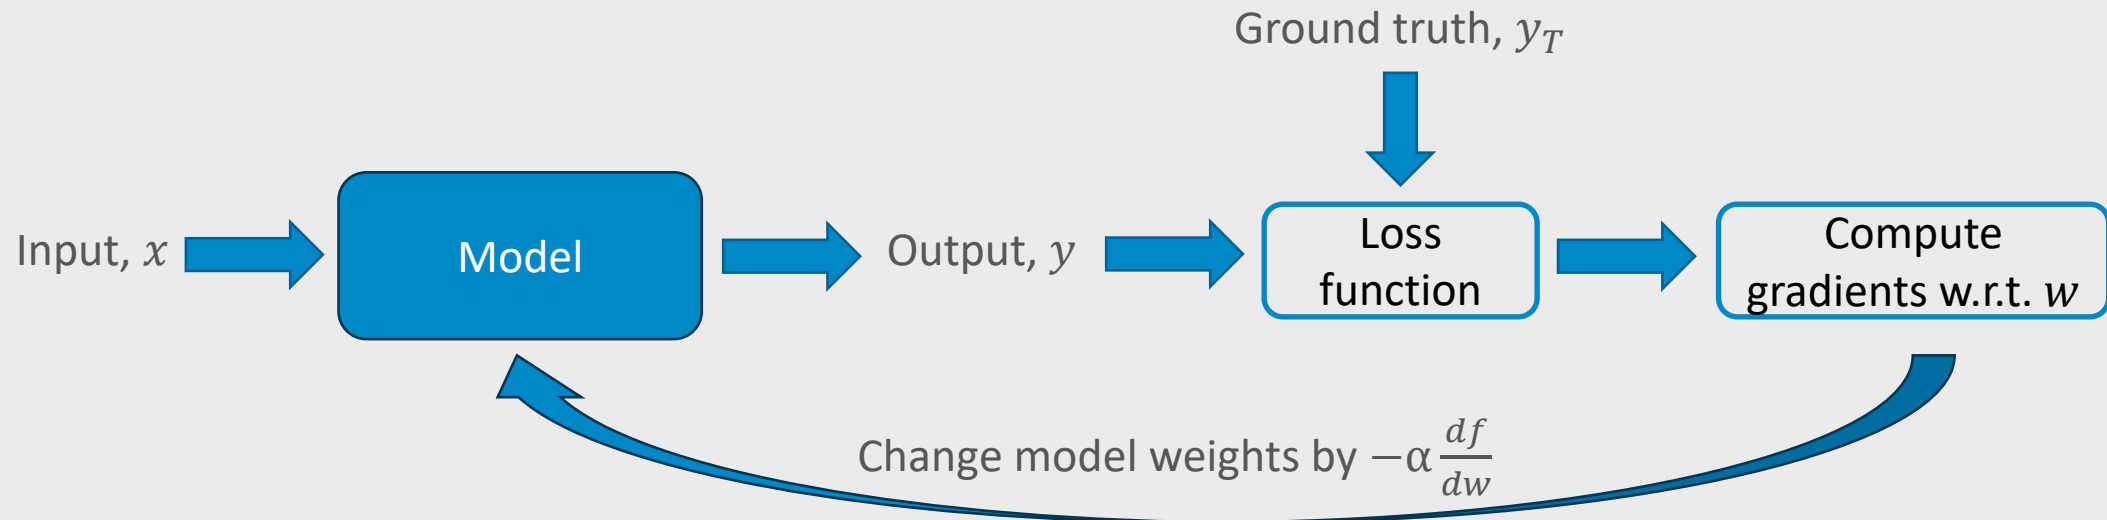 Ground truth, y_T
Input, x
Model
Output, y
Loss
function
Compute
gradients w.r.t. w
Change model weights by −α df/dw